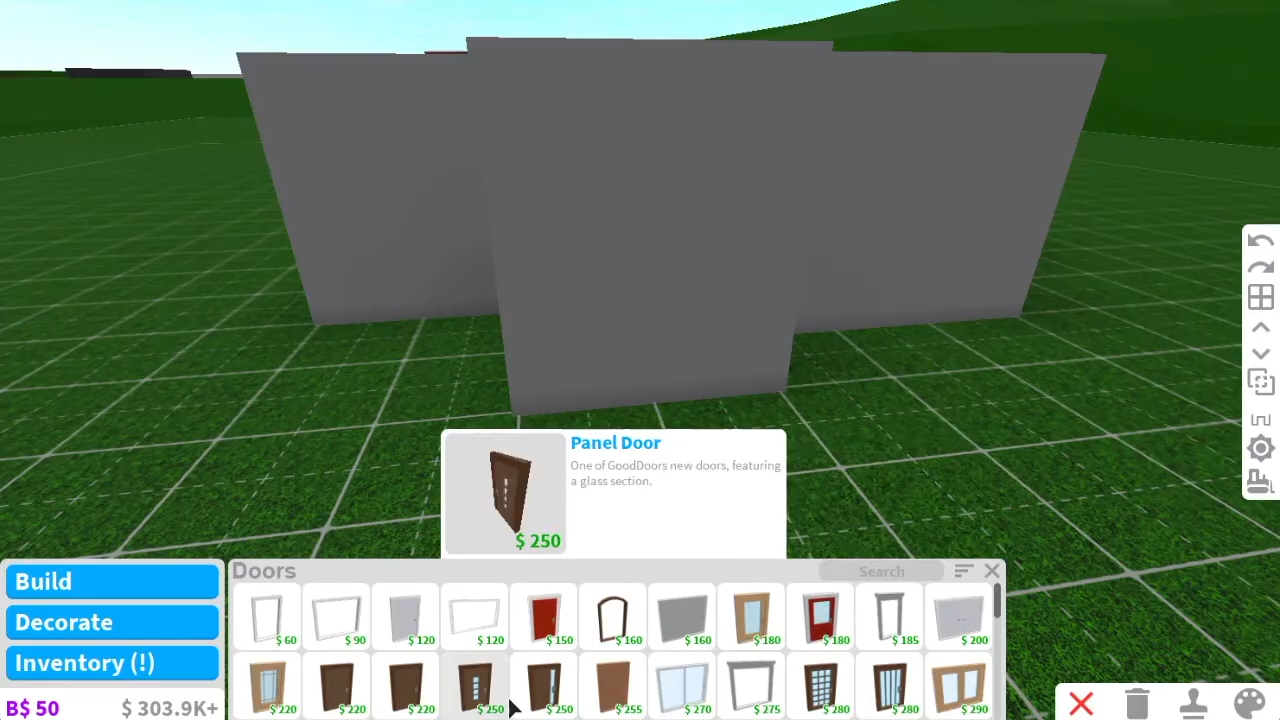 Panel Door
One of GoodDoors new doors, featuring
a glass section.
$ 250
Doors
Search
Build
Decorate
Inventory (!)
B$ 50
$ 303.9K+
$ 60
$ 90
$ 120
$ 120
$ 150
$ 160
$ 160
$ 180
$ 180
$ 185
$ 200
$ 220
$ 220
$ 220
$ 250
$ 250
$ 255
$ 270
$ 275
$ 280
$ 280
$ 290